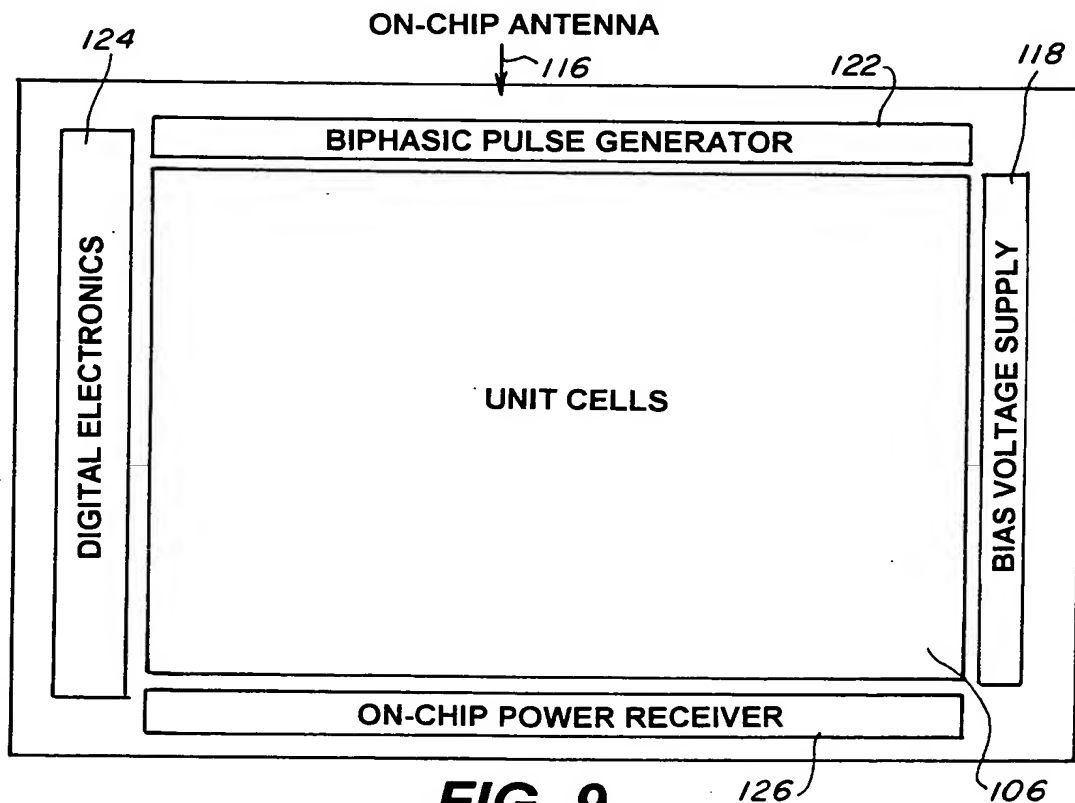 ON-CHIP ANTENNA
124
116
122
118
BIPHASIC PULSE GENERATOR
DIGITAL ELECTRONICS
UNIT CELLS
BIAS VOLTAGE SUPPLY
ON-CHIP POWER RECEIVER
FIG. 9
126
106